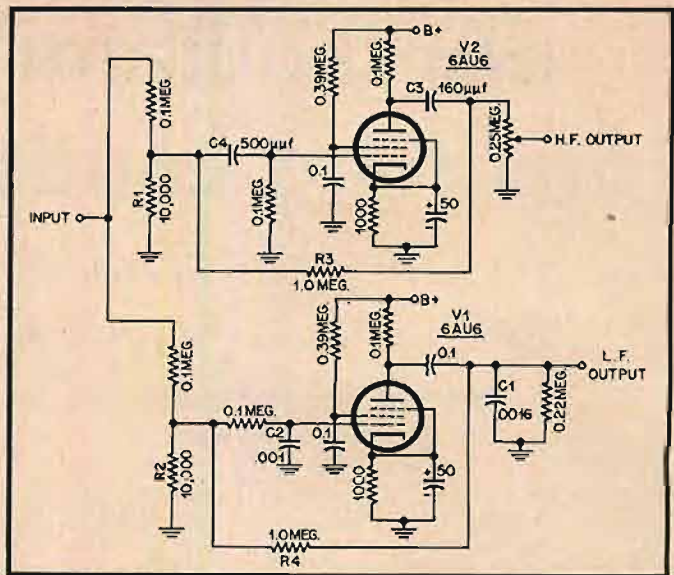 B+
V2
6AU6
0.39MEG.
0.1MEG.
C3 160µµf
0.1MEG.
C4 500µµf
0.25MEG.
H.F. OUTPUT
R1
10,000
0.1MEG.
0.1
1000
+ 50 -
INPUT
R3
1.0 MEG.
B+
V1
6AU6
0.39MEG.
0.1MEG.
0.1
0.1MEG.
L.F.
OUTPUT
0.1MEG.
C2
.001
0.1
C1
.0016
0.22MEG.
R2
10,000
1000
+ 50 -
1.0MEG.
R4